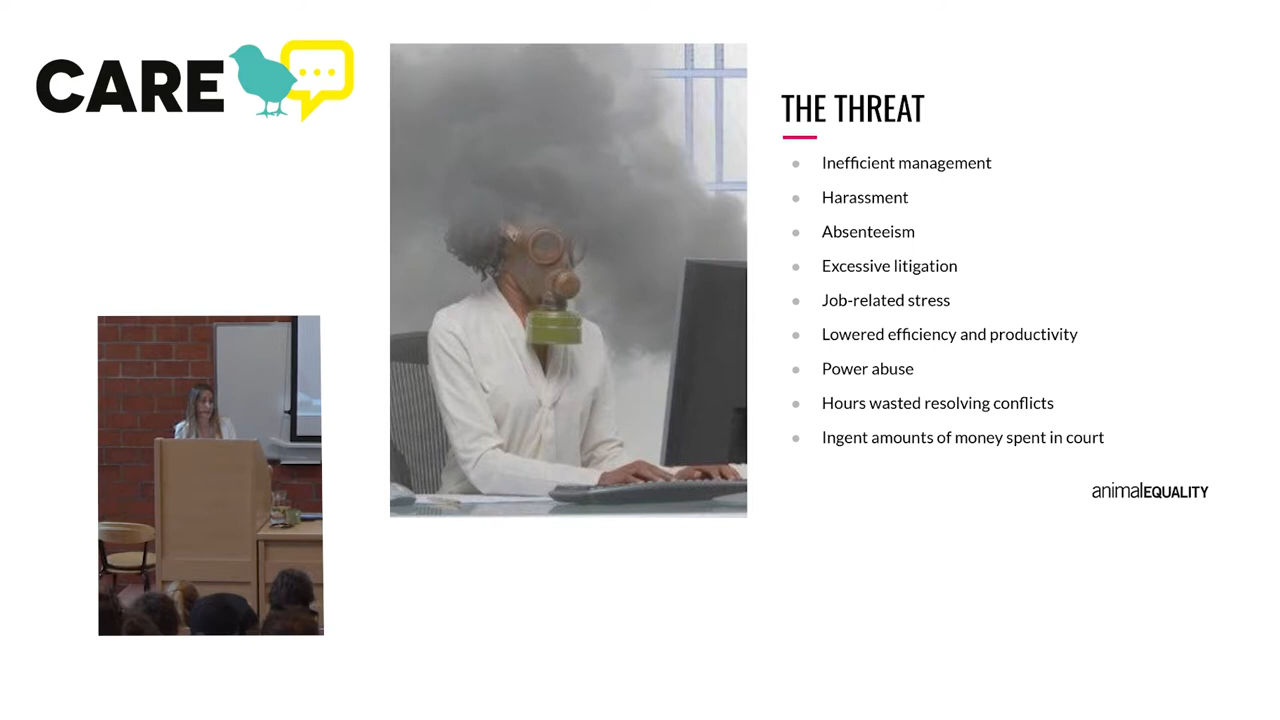 CARE
THE THREAT
Inefficient management
Harassment
Absenteeism
Excessive litigation
Job-related stress
Lowered efficiency and productivity
Power abuse
Hours wasted resolving conflicts
Ingent amounts of money spent in court
animalEQUALITY